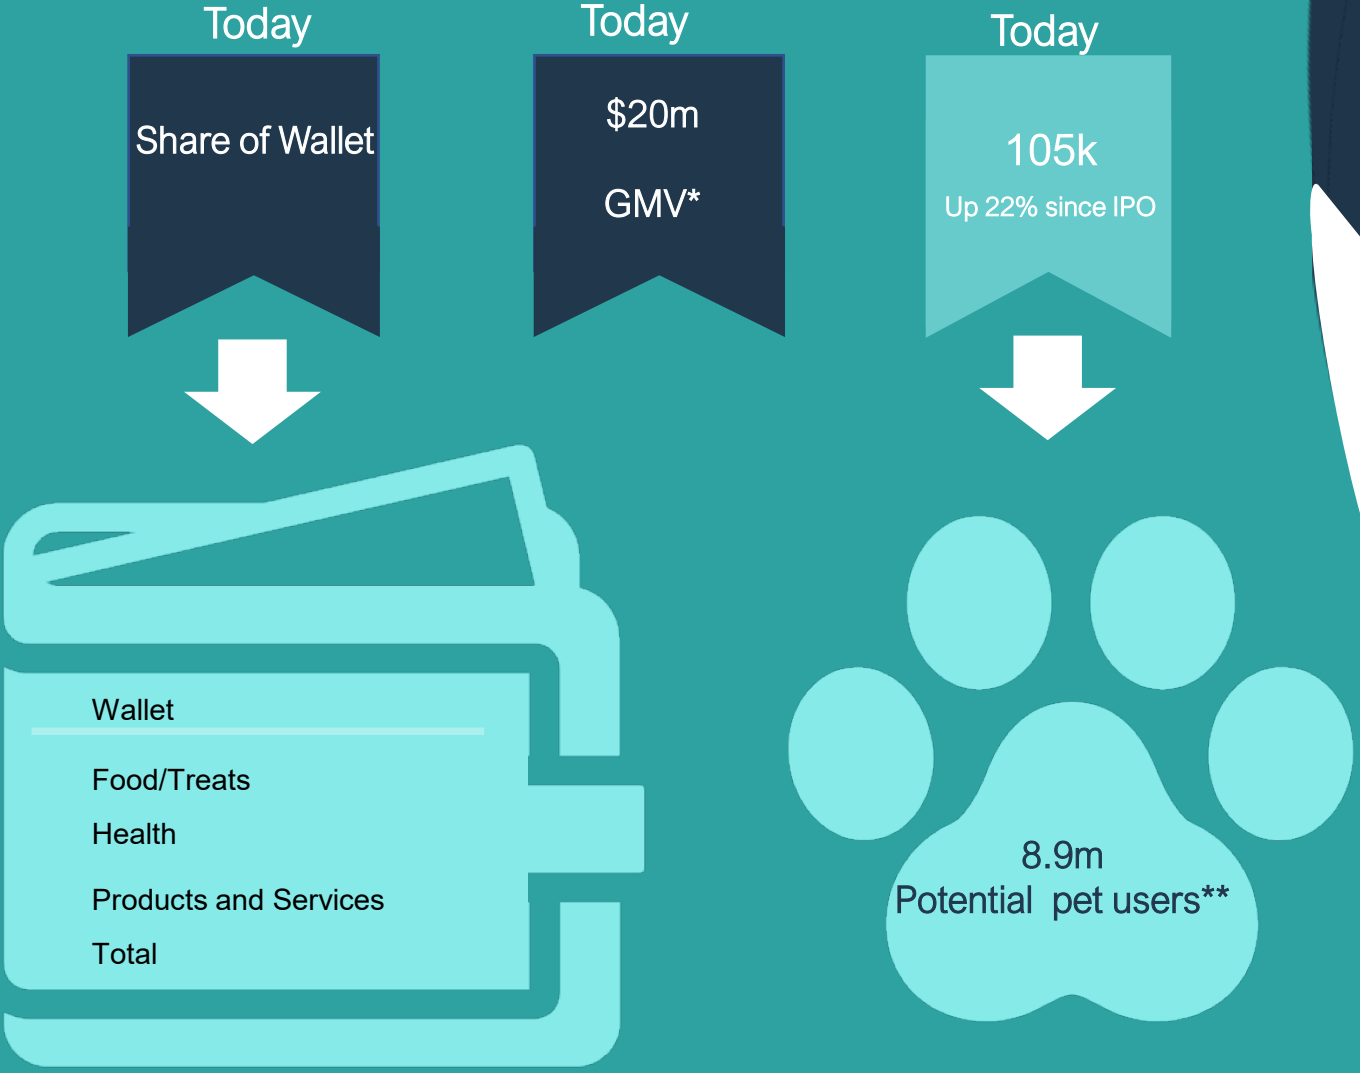 Today
Share of Wallet
Today
$20m
GMV*
Today
105k
Up 22% since IPO
Wallet
Food/Treats
Health
Products and Services
Total
8.9m
Potential pet users**